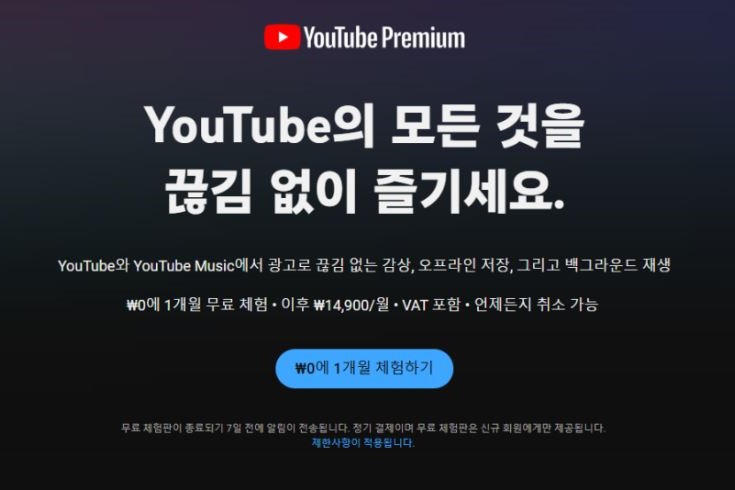 YouTube Premium
YouTube의 모든 것을
끊김 없이 즐기세요.
YouTube와 YouTube Music에서 광고로 끊김 없는 감상, 오프라인 저장, 그리고 백그라운드 재생
₩0에 1개월 무료 체험 • 이후 ₩14,900/월 • VAT 포함 • 언제든지 취소 가능
₩0에 1개월 체험하기
무료 체험판이 종료되기 7일 전에 알림이 전송됩니다. 정기 결제이며 무료 체험판은 신규 회원에게만 제공됩니다.
제한사항이 적용됩니다.